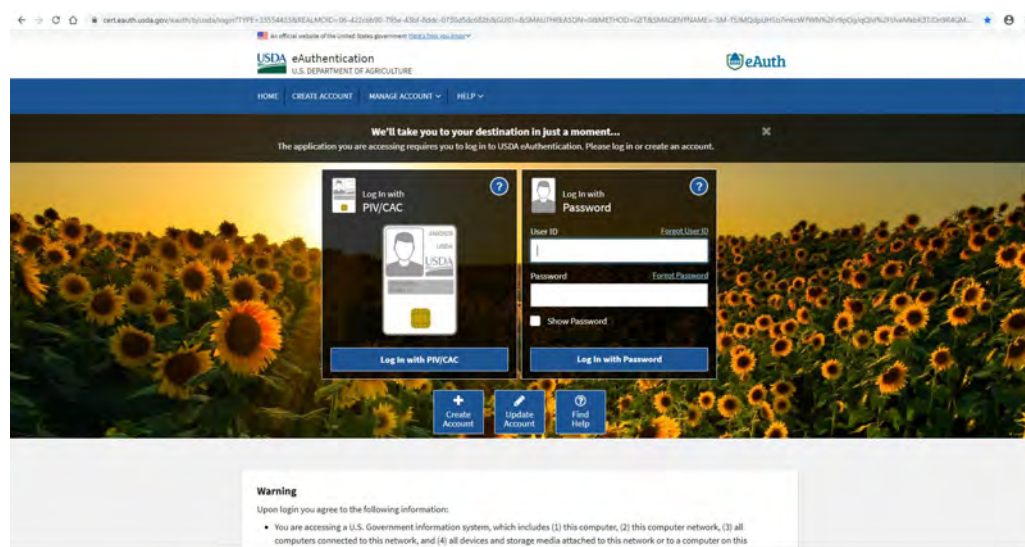 An official website of the United States government Here's how you know
USDA eAuthentication
U.S. DEPARTMENT OF AGRICULTURE
eAuth
HOME CREATE ACCOUNT MANAGE ACCOUNT HELP
We'll take you to your destination in just a moment...
The application you are accessing requires you to log in to USDA eAuthentication. Please log in or create an account.
Log In with
PIV/CAC
USDA
USDA
Log In with PIV/CAC
Log In with
Password
User ID Forgot User ID
Password Forgot Password
Show Password
Log In with Password
Create
Account
Update
Account
Find
Help
Warning
Upon login you agree to the following information:
• You are accessing a U.S. Government information system, which includes (1) this computer, (2) this computer network, (3) all
computers connected to this network, and (4) all devices and storage media attached to this network or to a computer on this